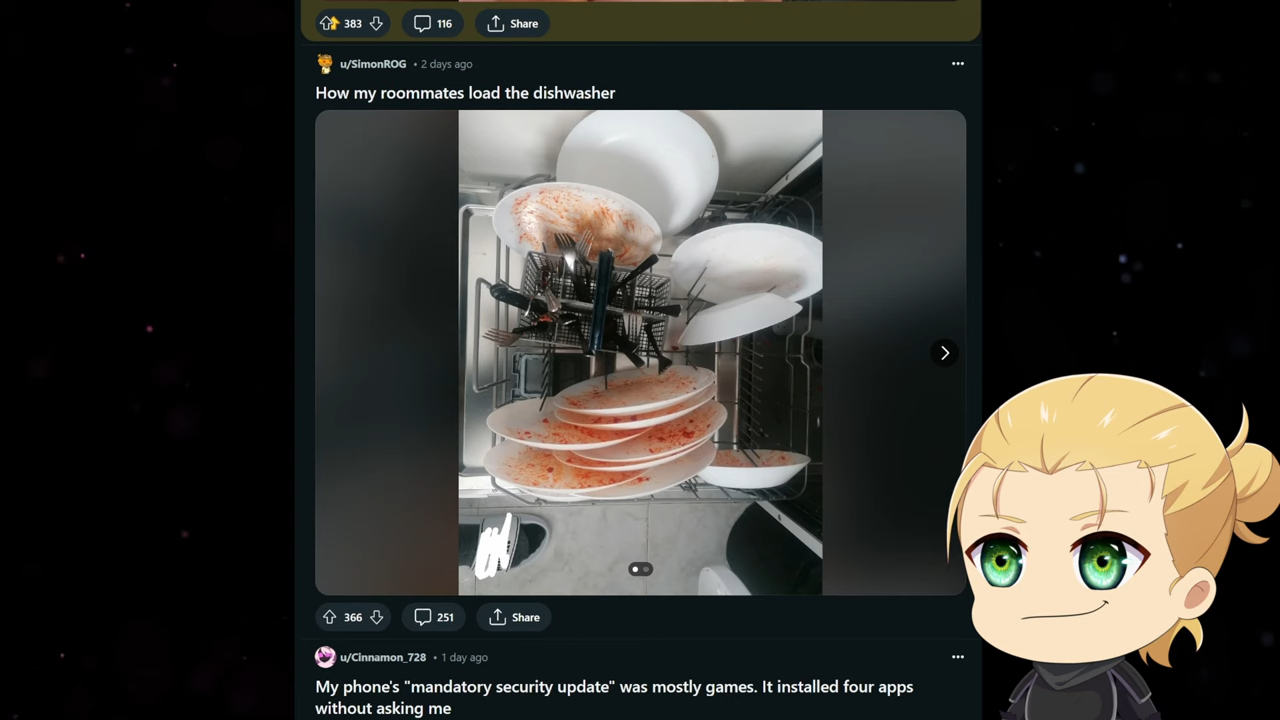 383
116
Share
u/SimonROG • 2 days ago
How my roommates load the dishwasher
366
251
Share
u/Cinnamon_728 • 1 day ago
My phone's "mandatory security update" was mostly games. It installed four apps
without asking me